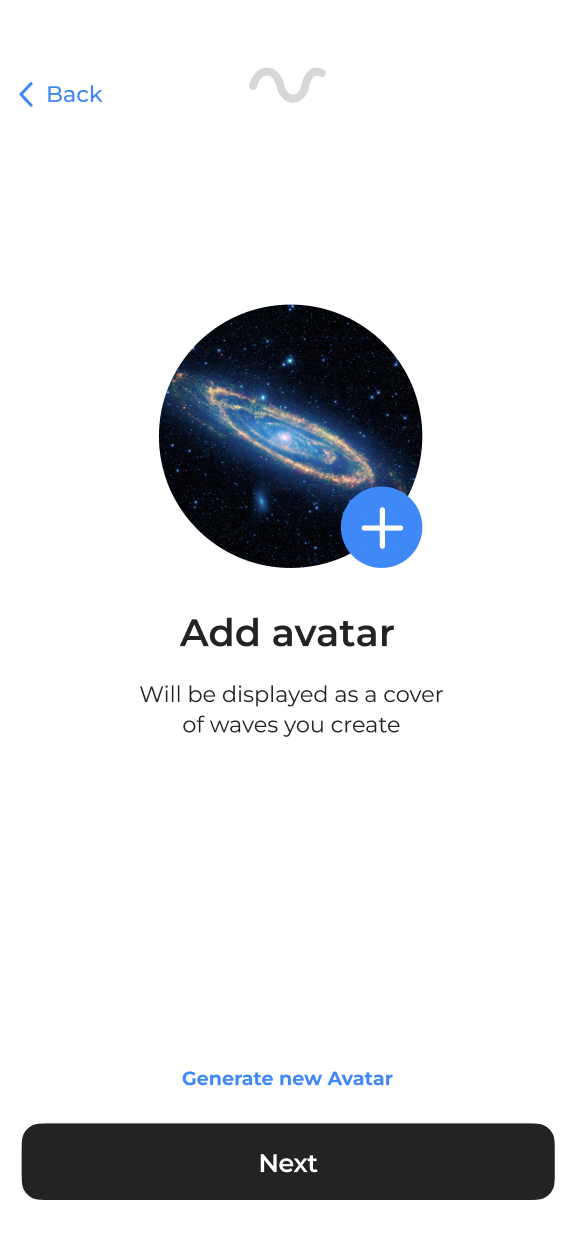 Back
Add avatar
Will be displayed as a cover
of waves you create
Generate new Avatar
Next